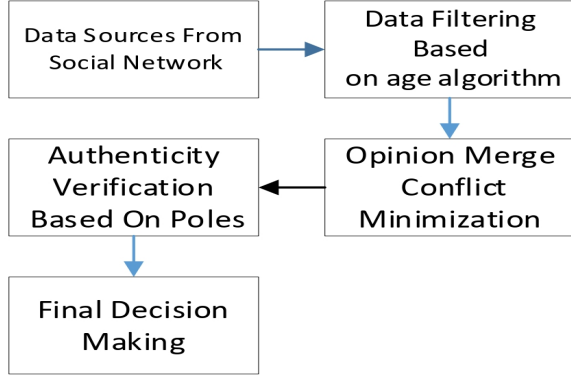 Data Sources From
Social Network
Data Filtering
Based
on age algorithm
Opinion Merge
Conflict
Minimization
Authenticity
Verification
Based On Poles
Final Decision
Making